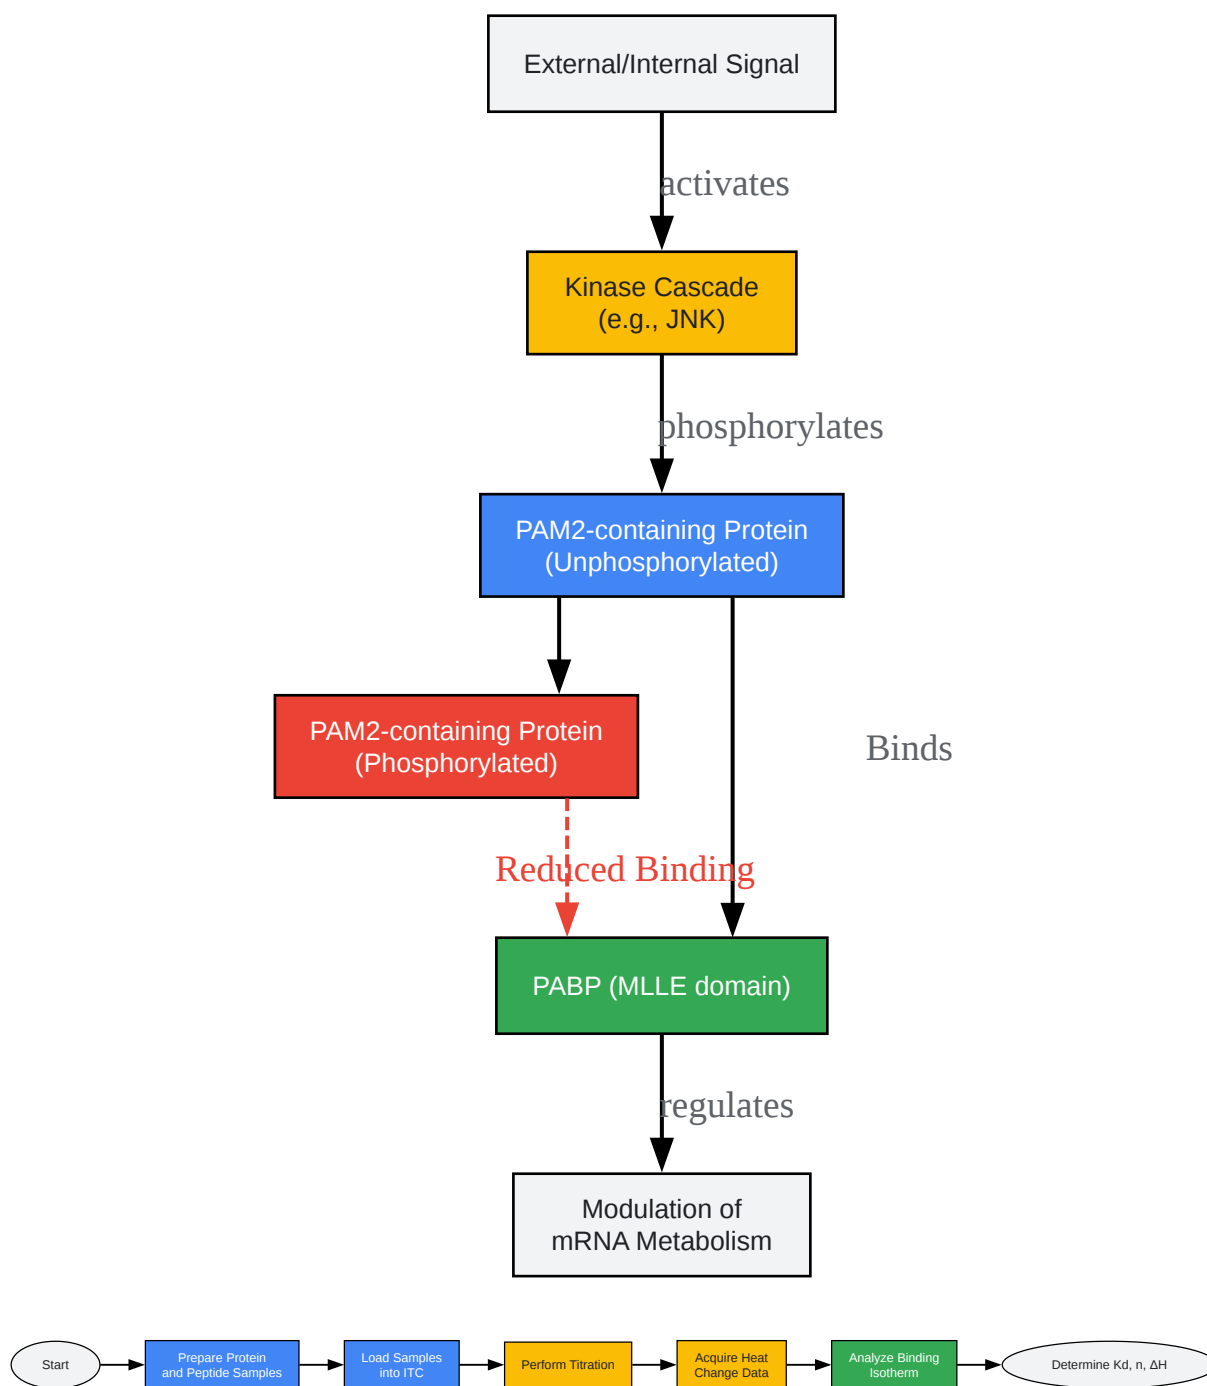 External/Internal Signal
activates
Kinase Cascade
(e.g., JNK)
phosphorylates
PAM2-containing Protein
(Unphosphorylated)
PAM2-containing Protein
(Phosphorylated)
Binds
Reduced Binding
PABP (MLLE domain)
regulates
Modulation of
mRNA Metabolism
Start
Prepare Protein
and Peptide Samples
Load Samples
into ITC
Perform Titration
Acquire Heat
Change Data
Analyze Binding
Isotherm
Determine Kd, n, ΔH